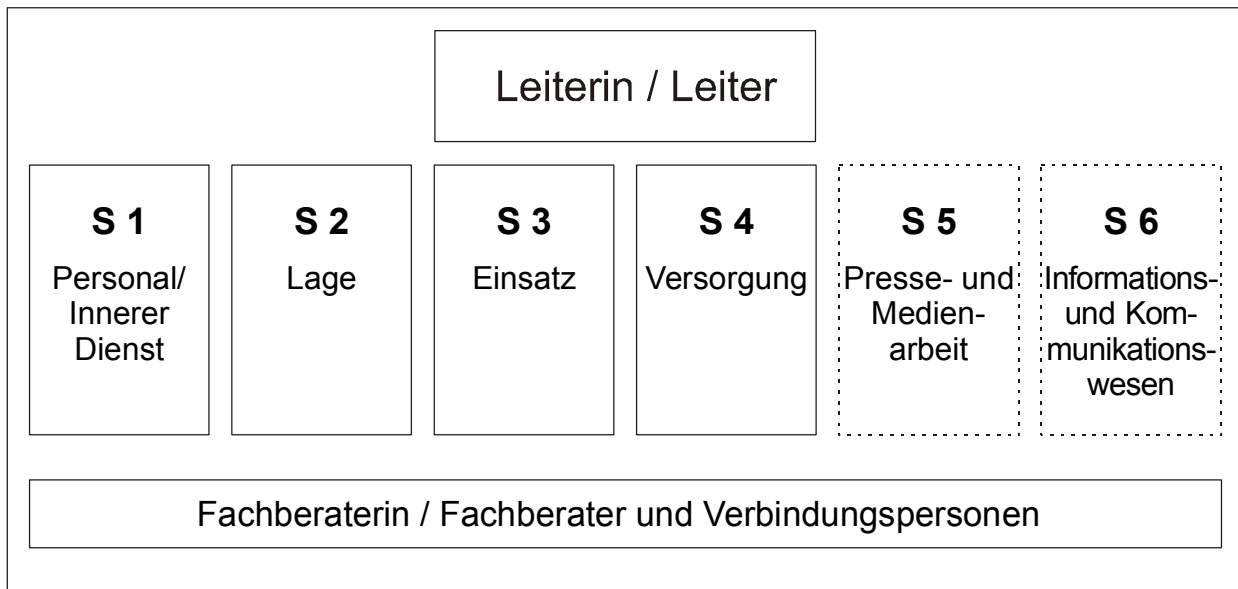 Leiterin / Leiter
S 1
Personal/
Innerer
Dienst
S 2
Lage
S 3
Einsatz
S 4
Versorgung
S 5
Presse- und
Medien-
arbeit
S 6
Informations-
und Kom-
munikations-
wesen
Fachberaterin / Fachberater und Verbindungspersonen